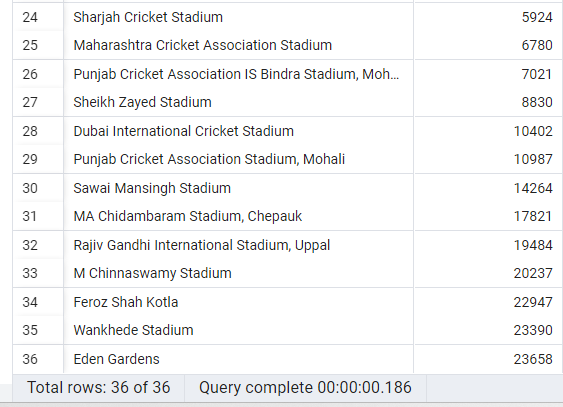 24 Sharjah Cricket Stadium 5924
25 Maharashtra Cricket Association Stadium 6780
26 Punjab Cricket Association IS Bindra Stadium, Moh... 7021
27 Sheikh Zayed Stadium 8830
28 Dubai International Cricket Stadium 10402
29 Punjab Cricket Association Stadium, Mohali 10987
30 Sawai Mansingh Stadium 14264
31 MA Chidambaram Stadium, Chepauk 17821
32 Rajiv Gandhi International Stadium, Uppal 19484
33 M Chinnaswamy Stadium 20237
34 Feroz Shah Kotla 22947
35 Wankhede Stadium 23390
36 Eden Gardens 23658
Total rows: 36 of 36 Query complete 00:00:00.186